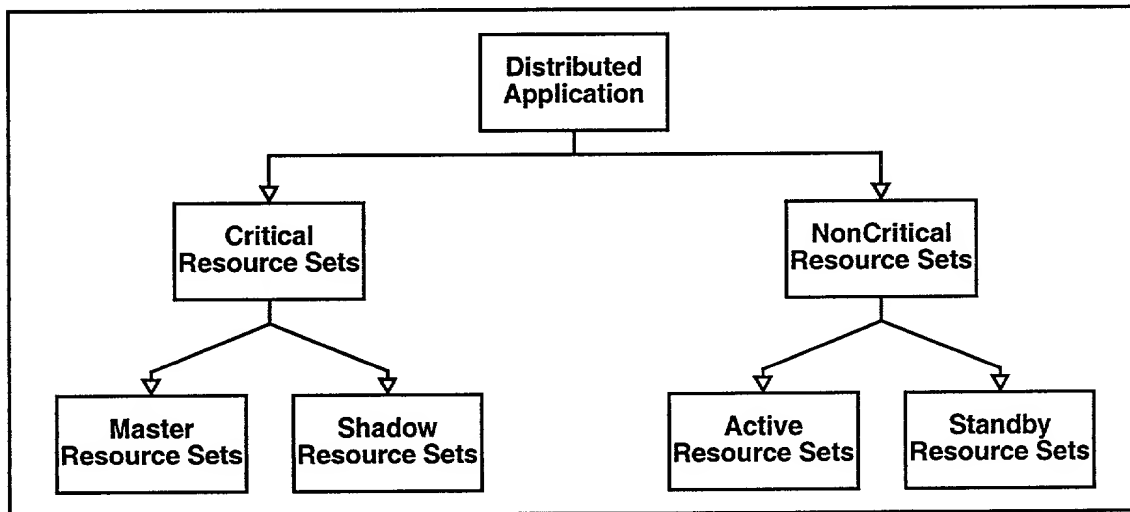 Distributed
Application
Critical
Resource Sets
NonCritical
Resource Sets
Master
Resource Sets
Shadow
Resource Sets
Active
Resource Sets
Standby
Resource Sets